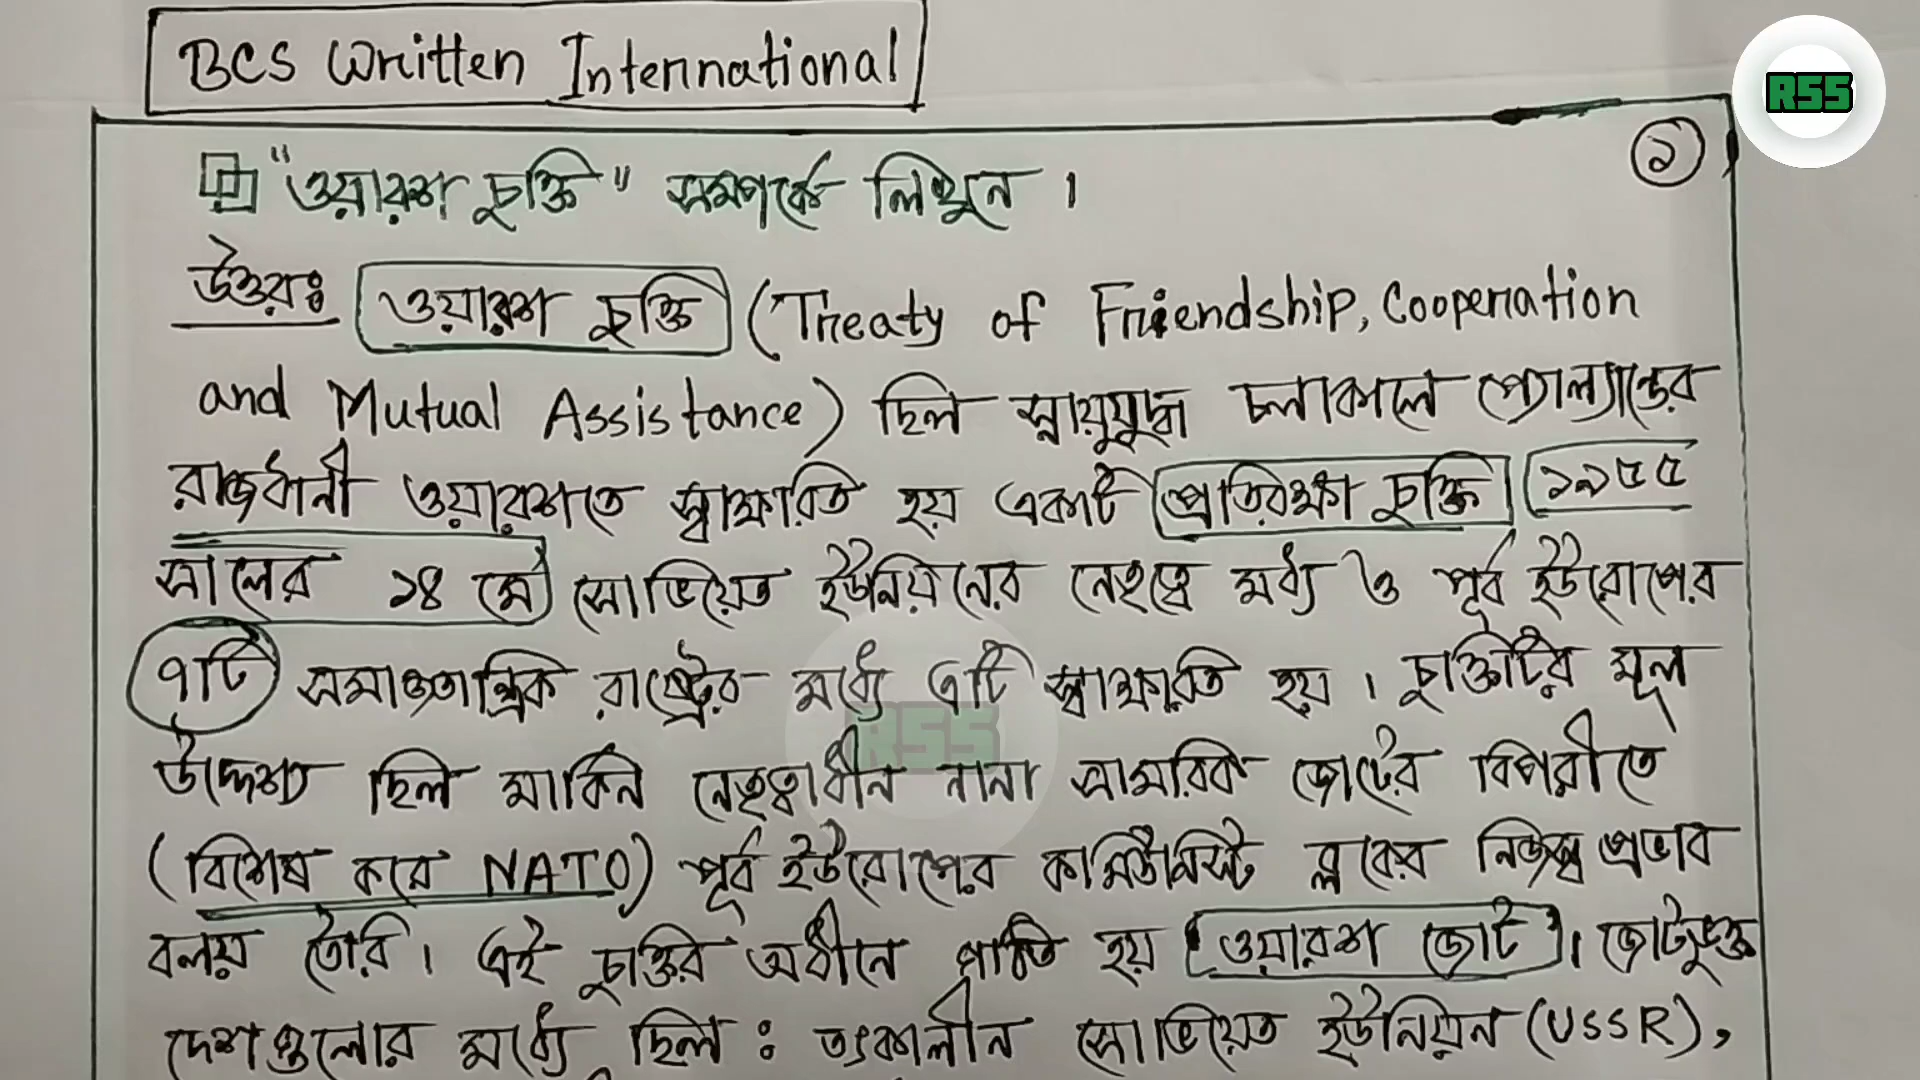 BCS Written International
RSS
১
"ওয়ারশ চুক্তি" সম্পর্কে লিখুন ।
উত্তরঃ ওয়ারশ চুক্তি (Treaty of Friendship, Cooperation
and Mutual Assistance) ছিল স্নায়ুযুদ্ধ চলাকালে পোল্যান্ডের
রাজধানী ওয়ারশতে স্বাক্ষরিত হয় একটি প্রতিরক্ষা চুক্তি ১৯৫৫
সালের ১৪ মে সোভিয়েত ইউনিয়নের নেতৃত্বে মধ্য ও পূর্ব ইউরোপের
৭টি সমাজতান্ত্রিক রাষ্ট্রের মধ্যে এটি স্বাক্ষরিত হয় । চুক্তিটির মূল
উদ্দেশ্য ছিল মার্কিন নেতৃত্বাধীন নানা সামরিক জোটের বিপরীতে
RSS
(বিশেষ করে NATO) পূর্ব ইউরোপের কমিউনিস্ট ব্লকের নিজস্ব প্রভাব
বলয় তৈরি । এই চুক্তির অধীনে গঠিত হয় ওয়ারশ জোট । জোটভুক্ত
দেশগুলোর মধ্যে ছিল : তৎকালীন সোভিয়েত ইউনিয়ন (USSR),